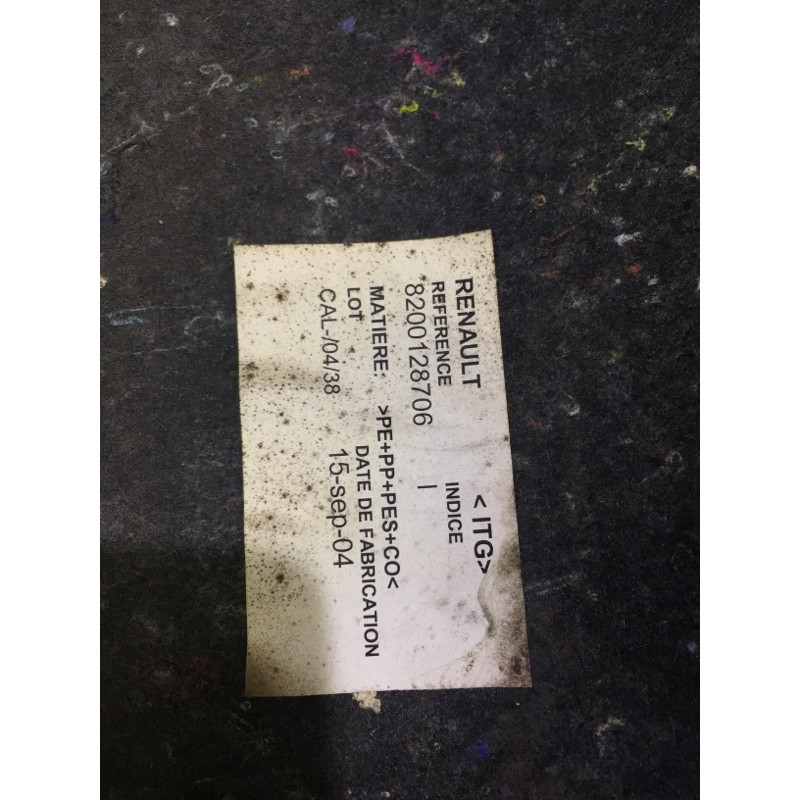 RENAULT < ITG>
REFERENCE INDICE
8200128706 I
MATIERE: >PE+PP+PES+CO<
LOT DATE DE FABRICATION
CAL-/04/38 15-sep-04